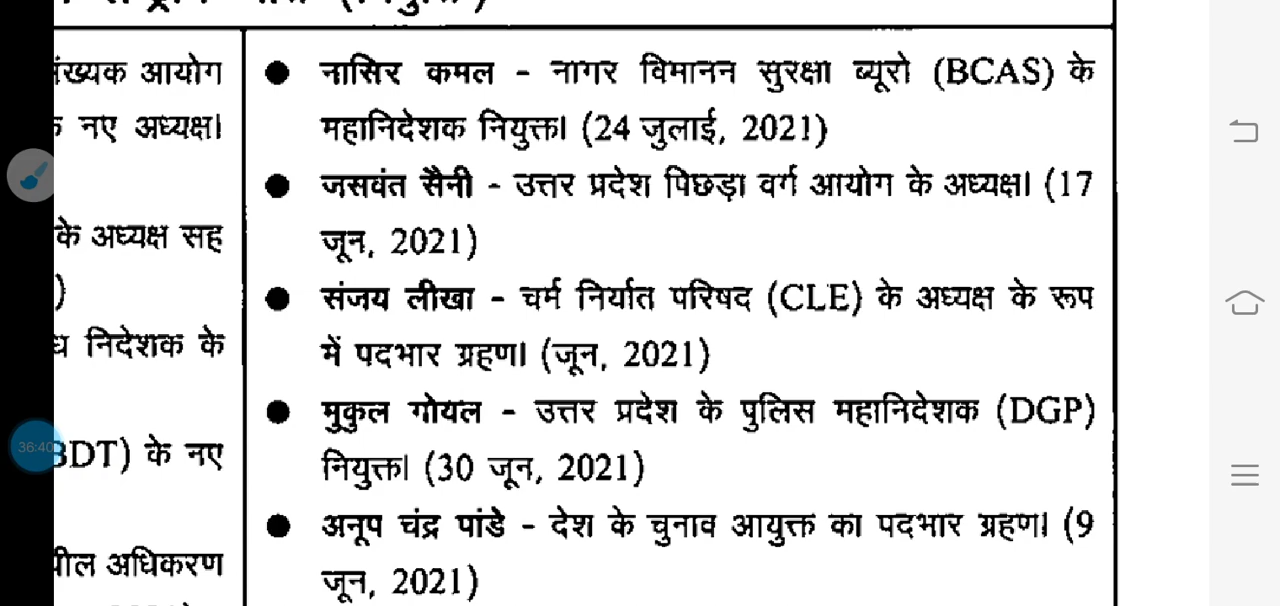 ंख्यक आयोग
नए अध्यक्ष।
के अध्यक्ष सह
)
निदेशक के
BDT) के नए
पील अधिकरण
● नासिर कमल - नागर विमानन सुरक्षा ब्यूरो (BCAS) के
महानिदेशक नियुक्त। (24 जुलाई, 2021)
● जसवंत सैनी - उत्तर प्रदेश पिछड़ा वर्ग आयोग के अध्यक्ष। (17
जून, 2021)
● संजय लीखा - चर्म निर्यात परिषद (CLE) के अध्यक्ष के रूप
में पदभार ग्रहण। (जून, 2021)
● मुकुल गोयल - उत्तर प्रदेश के पुलिस महानिदेशक (DGP)
नियुक्त। (30 जून, 2021)
● अनूप चंद्र पांडे - देश के चुनाव आयुक्त का पदभार ग्रहण। (9
जून, 2021)
36:40